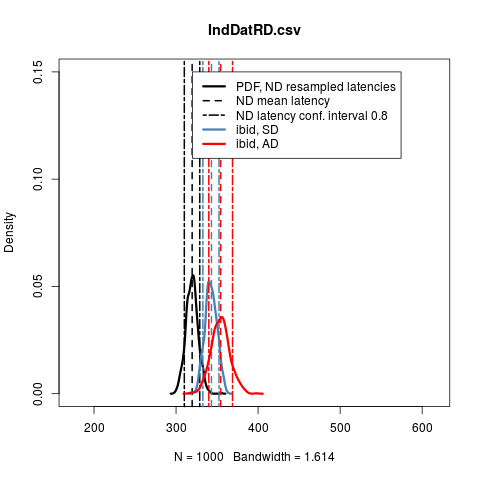 IndDatRD.csv
Density
0.15
0.10
0.05
0.00
PDF, ND resampled latencies
ND mean latency
ND latency conf. interval 0.8
ibid, SD
ibid, AD
200 300 400 500 600
N = 1000 Bandwidth = 1.614